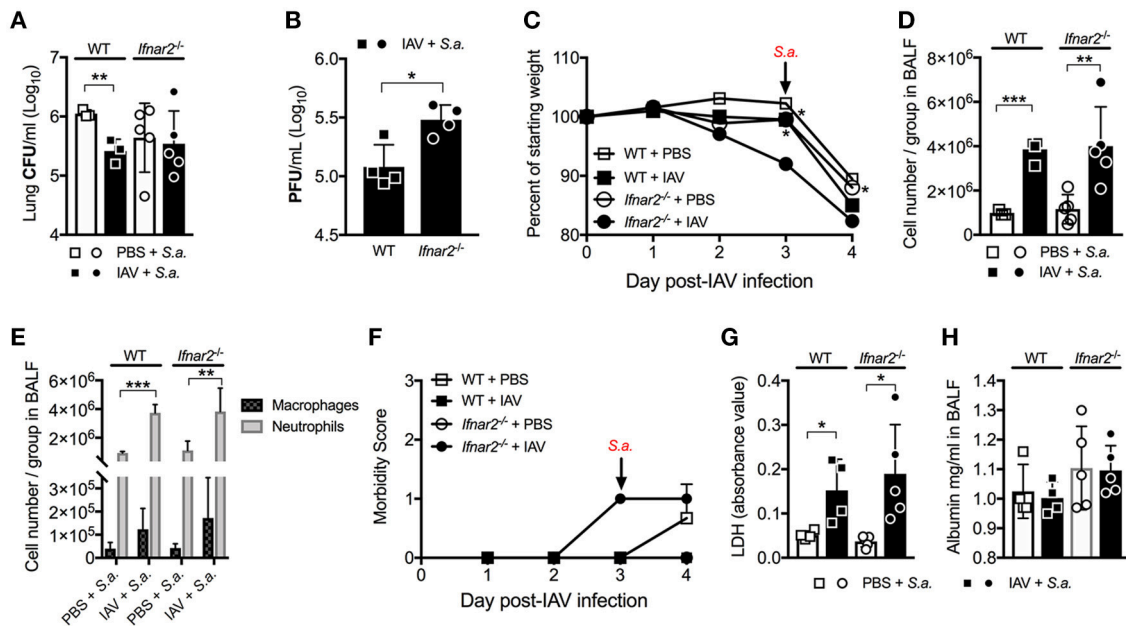 A
WT Ifnar2-/-
Lung CFU/ml (Log10)
7
6
5
4
**
PBS + S.a.
IAV + S.a.
B
IAV + S.a.
PFU/mL (Log10)
6.0
5.5
5.0
4.5
*
WT Ifnar2-/-
C
S.a.
Percent of starting weight
110
100
90
80
*
*
*
WT + PBS
WT + IAV
Ifnar2-/- + PBS
Ifnar2-/- + IAV
0 1 2 3 4
Day post-IAV infection
D
WT Ifnar2-/-
Cell number / group in BALF
8×106
6×106
4×106
2×106
0
*** **
PBS + S.a.
IAV + S.a.
E
WT Ifnar2-/-
Cell number / group in BALF
6×106
4×106
2×106
3×105
2×105
1×105
0
*** **
Macrophages
Neutrophils
PBS + S.a. IAV + S.a. PBS + S.a. IAV + S.a.
F
Morbidity Score
3
2
1
0
WT + PBS
WT + IAV
Ifnar2-/- + PBS
Ifnar2-/- + IAV
S.a.
0 1 2 3 4
Day post-IAV infection
G
WT Ifnar2-/-
LDH (absorbance value)
0.4
0.3
0.2
0.1
0.0
* *
H
WT Ifnar2-/-
Albumin mg/ml in BALF
1.4
1.3
1.2
1.1
1.0
0.9
0.8
PBS + S.a. IAV + S.a.